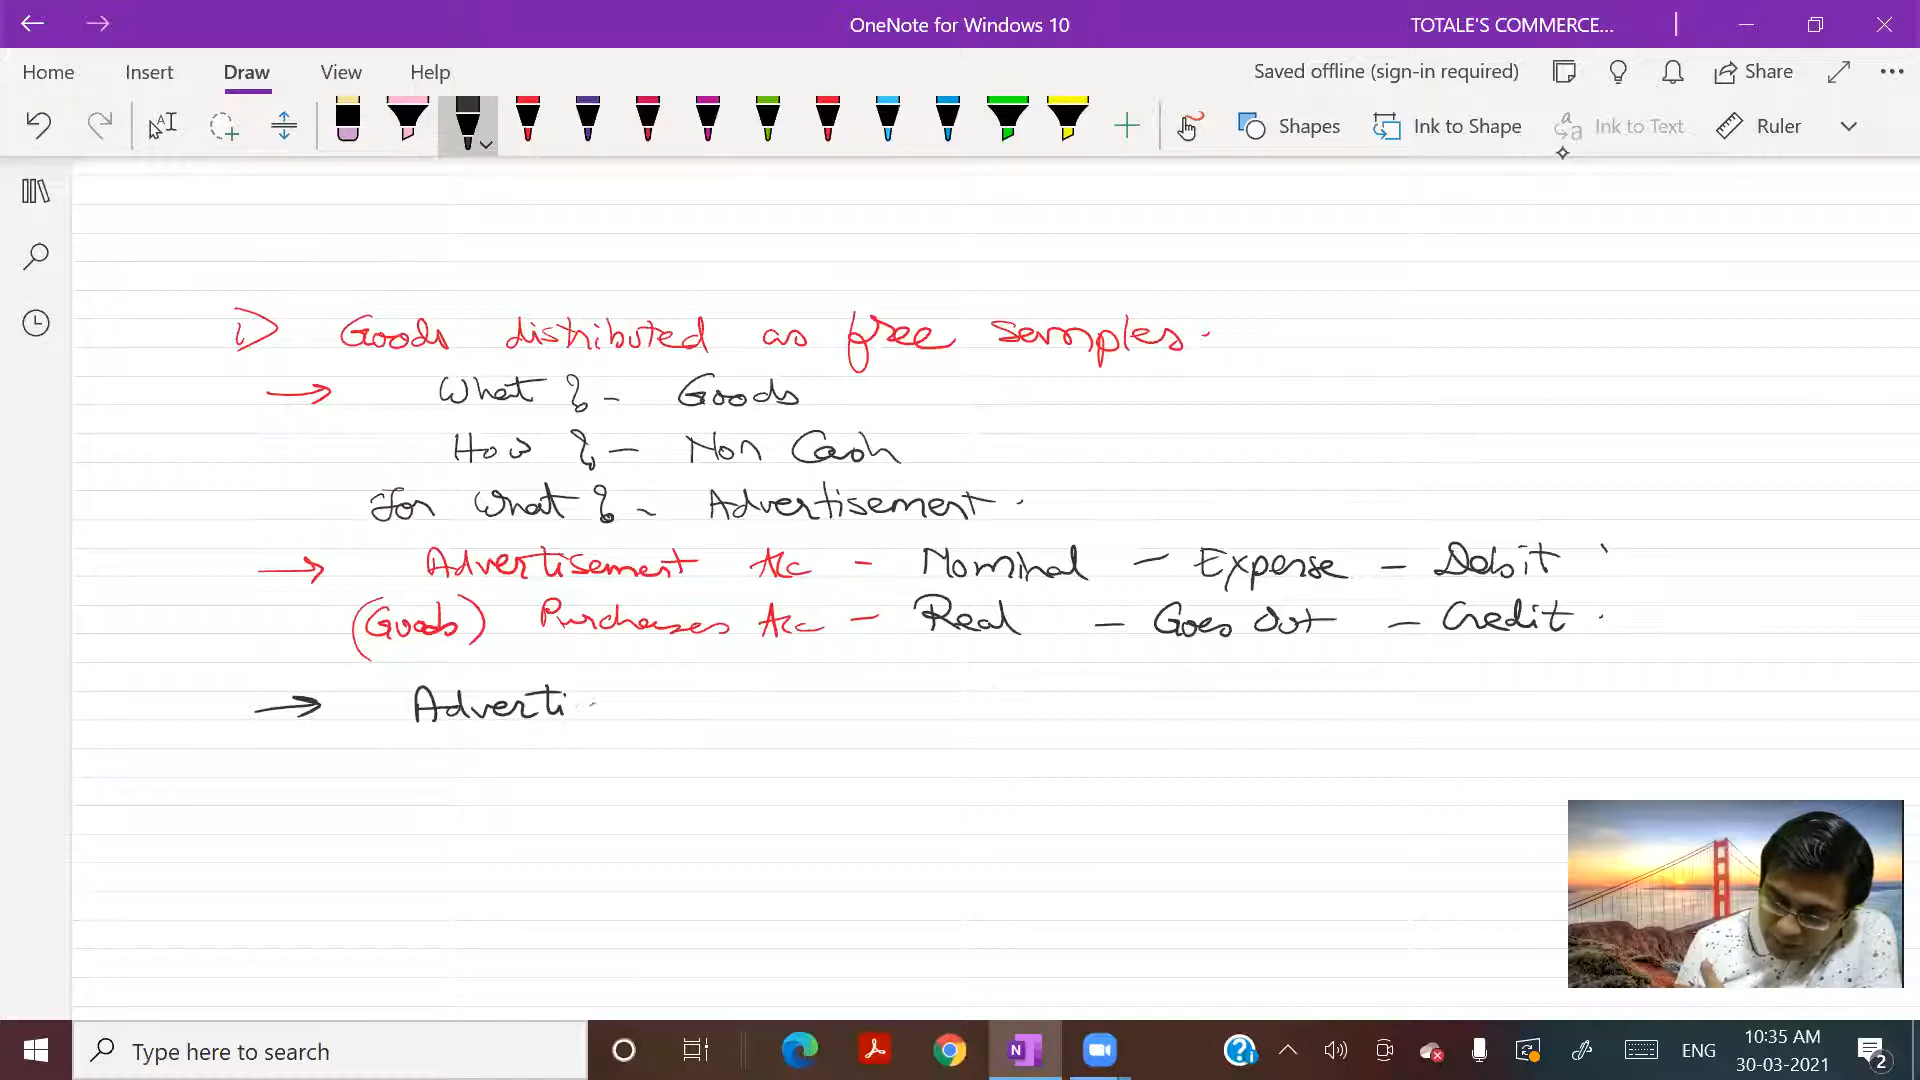 OneNote for Windows 10
TOTALE'S COMMERCE...
Home Insert Draw View Help
Saved offline (sign-in required) Share
Shapes Ink to Shape Ink to Text Ruler
i) Goods distributed as free samples.
→ What ? - Goods
How ? - Non Cash
For What ? - Advertisement.
→ Advertisement A/c - Nominal - Expense - Debit
(Goods) Purchases A/c - Real - Goes Out - Credit.
→ Adverti
Type here to search
ENG
10:35 AM
30-03-2021
2